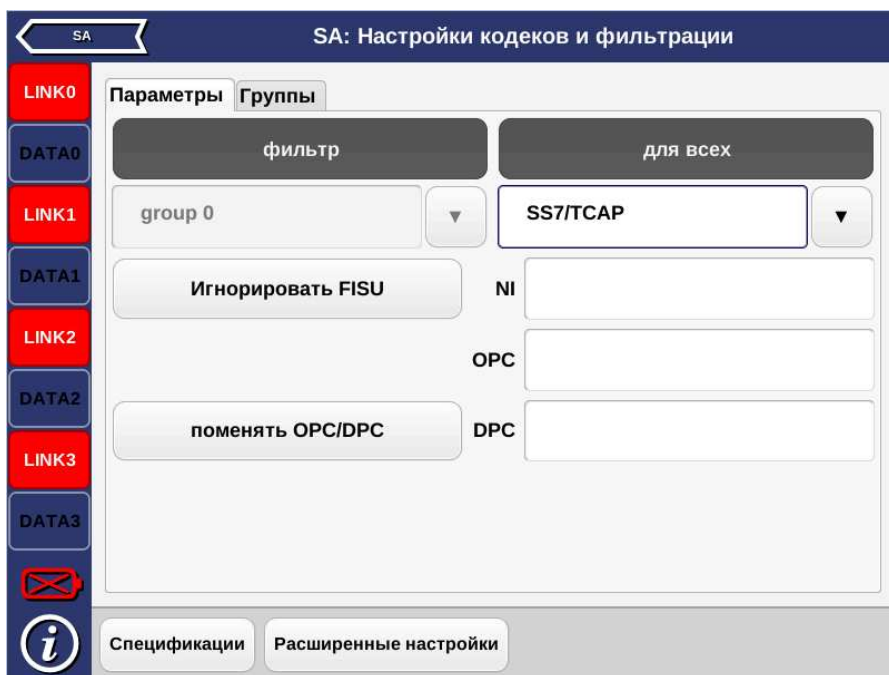 SA
SA: Настройки кодеков и фильтрации
LINK0
DATA0
LINK1
DATA1
LINK2
DATA2
LINK3
DATA3
Параметры Группы
фильтр для всех
group 0 ▼ SS7/TCAP ▼
Игнорировать FISU NI
OPC
поменять OPC/DPC DPC
i
Спецификации Расширенные настройки